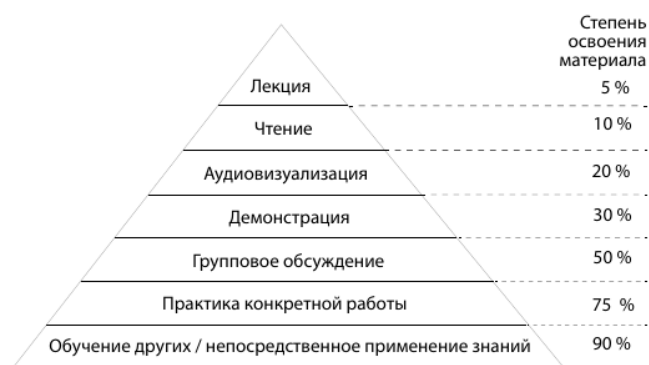 Степень
освоения
материала
Лекция 5 %
Чтение 10 %
Аудиовизуализация 20 %
Демонстрация 30 %
Групповое обсуждение 50 %
Практика конкретной работы 75 %
Обучение других / непосредственное применение знаний 90 %